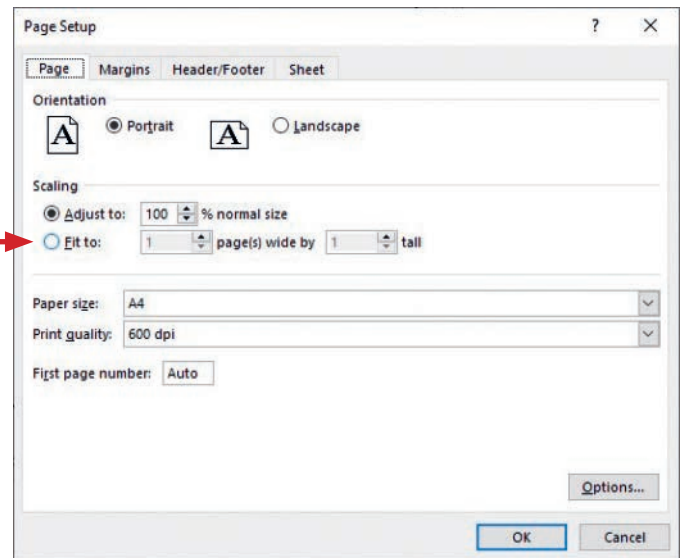 Page Setup ? X
Page Margins Header/Footer Sheet
Orientation
A Portrait A Landscape
Scaling
Adjust to: 100 % normal size
Fit to: 1 page(s) wide by 1 tall
Paper size: A4
Print quality: 600 dpi
First page number: Auto
Options...
OK Cancel